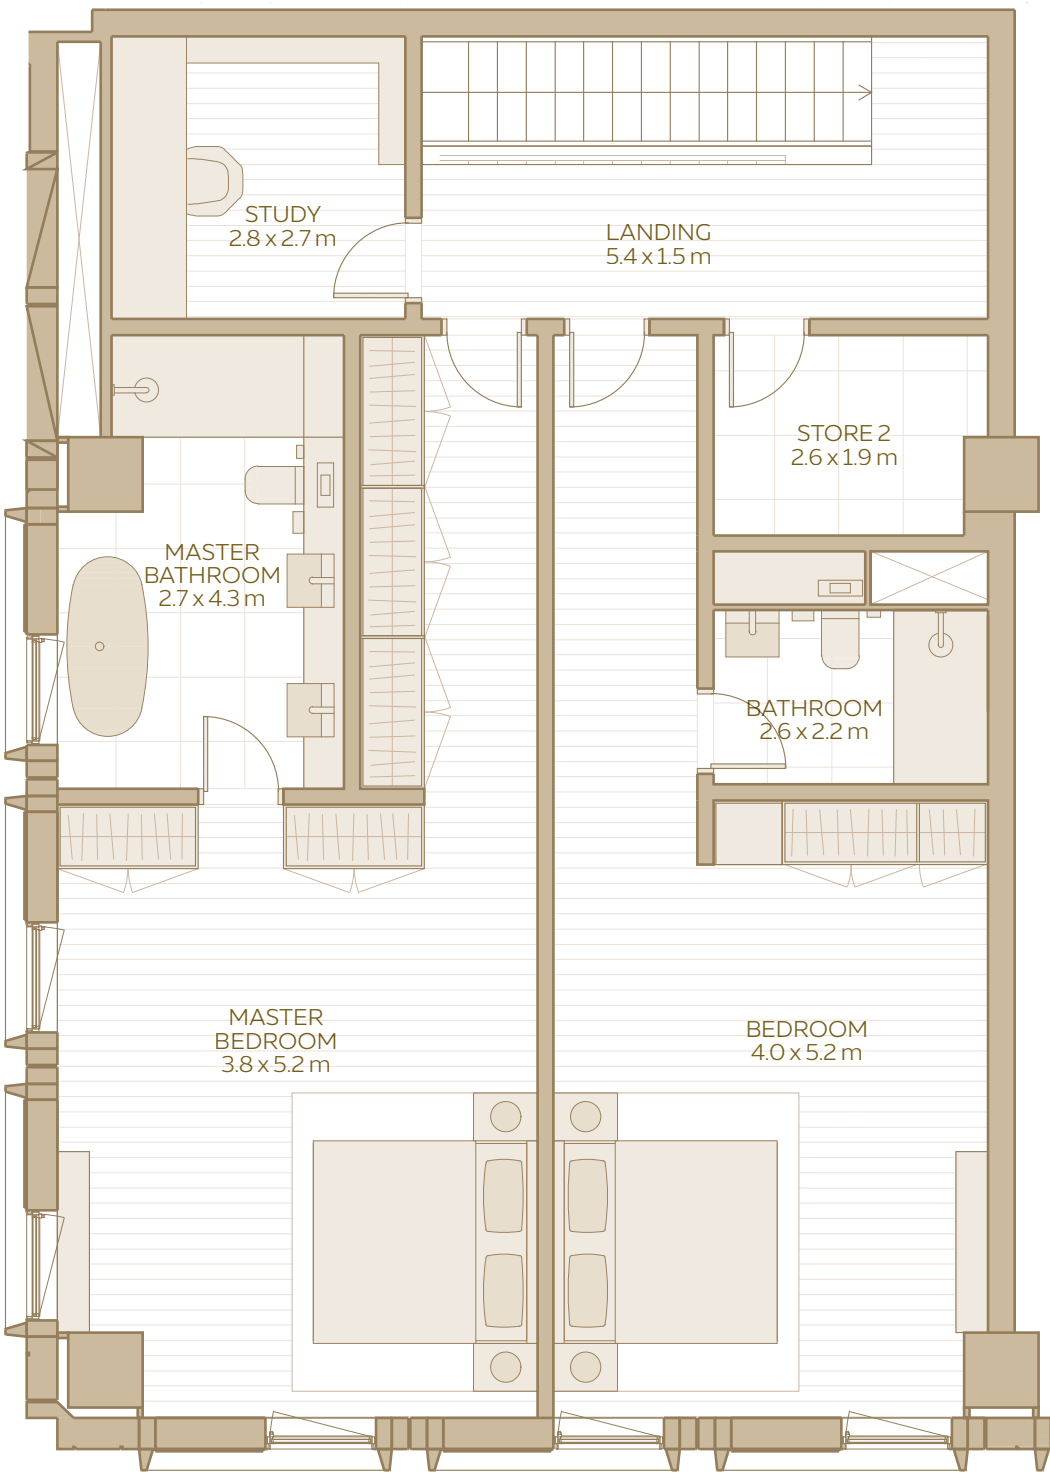 STUDY
2.8 x 2.7 m
LANDING
5.4 x 1.5 m
STORE 2
2.6 x 1.9 m
MASTER
BATHROOM
2.7 x 4.3 m
BATHROOM
2.6 x 2.2 m
MASTER
BEDROOM
3.8 x 5.2 m
BEDROOM
4.0 x 5.2 m